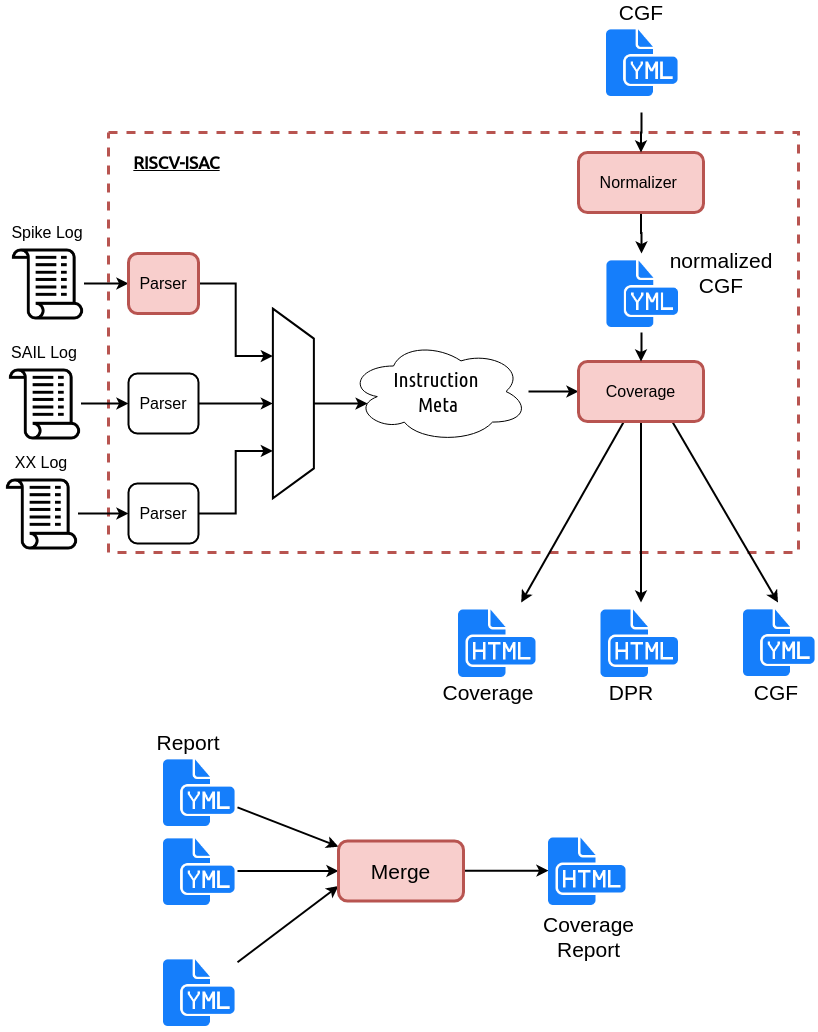 CGF
YML
RISCV-ISAC
Normalizer
Spike Log
Parser
normalized
CGF
YML
SAIL Log
Parser
Instruction
Meta
Coverage
XX Log
Parser
HTML
Coverage
HTML
DPR
YML
CGF
Report
YML
YML
YML
Merge
HTML
Coverage
Report